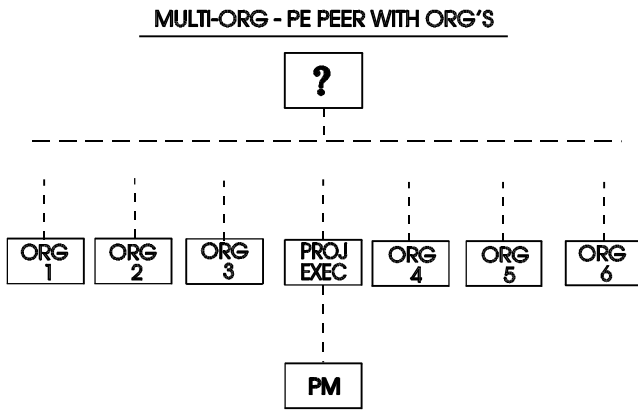 MULTI-ORG - PE PEER WITH ORG'S
?
ORG
1
ORG
2
ORG
3
PROJ
EXEC
ORG
4
ORG
5
ORG
6
PM